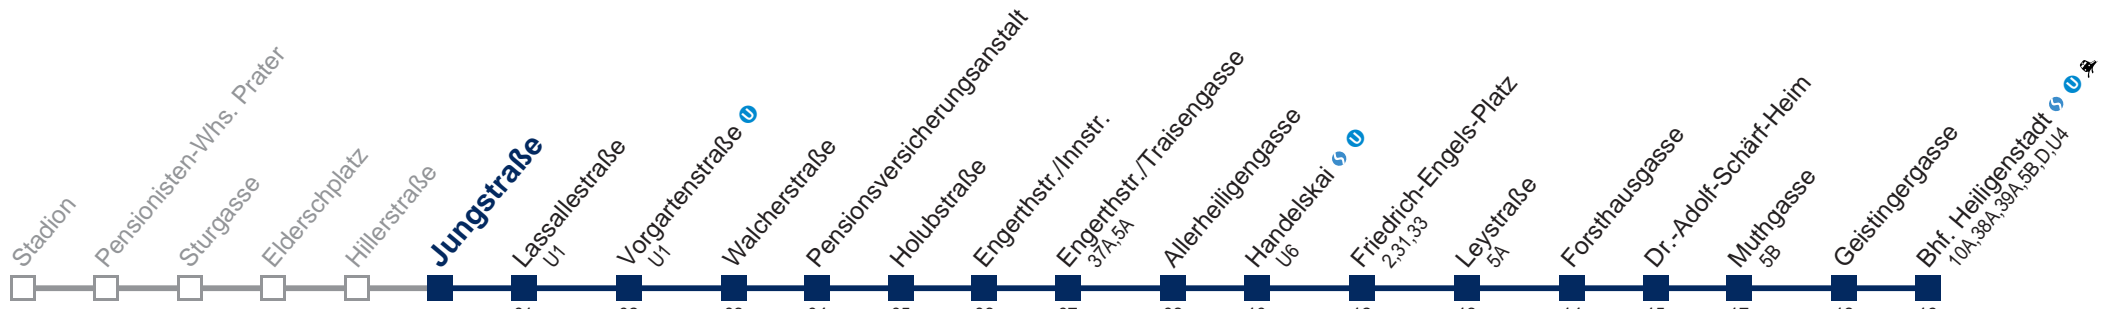 Stadion
Pensionisten-Whs. Prater
Sturgasse
Elderschplatz
Hillerstraße
Jungstraße
Lassallestraße
U1
Vorgartenstraße U
U1
Walcherstraße
Pensionsversicherungsanstalt
Holubstraße
Engerthstr./Innstr.
Engerthstr./Traisengasse
37A,5A
Allerheiligengasse
Handelskai S U
U6
Friedrich-Engels-Platz
2,31,33
Leystraße
5A
Forsthausgasse
Dr.-Adolf-Schärf-Heim
Muthgasse
5B
Geistingergasse
Bhf. Heiligenstadt S U
10A,38A,39A,5B,D,U4